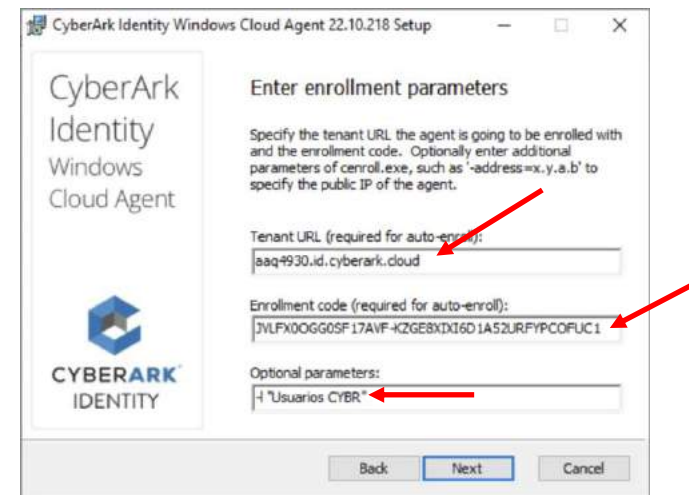 CyberArk Identity Windows Cloud Agent 22.10.218 Setup
CyberArk
Identity
Windows
Cloud Agent
CYBERARK
IDENTITY
Enter enrollment parameters
Specify the tenant URL the agent is going to be enrolled with
and the enrollment code. Optionally enter additional
parameters of cenroll.exe, such as '-address=x.y.a.b' to
specify the public IP of the agent.
Tenant URL (required for auto-enroll):
aaq4930.id.cyberark.cloud
Enrollment code (required for auto-enroll):
Optional parameters:
"Usuarios CYBR"
Back
Next
Cancel